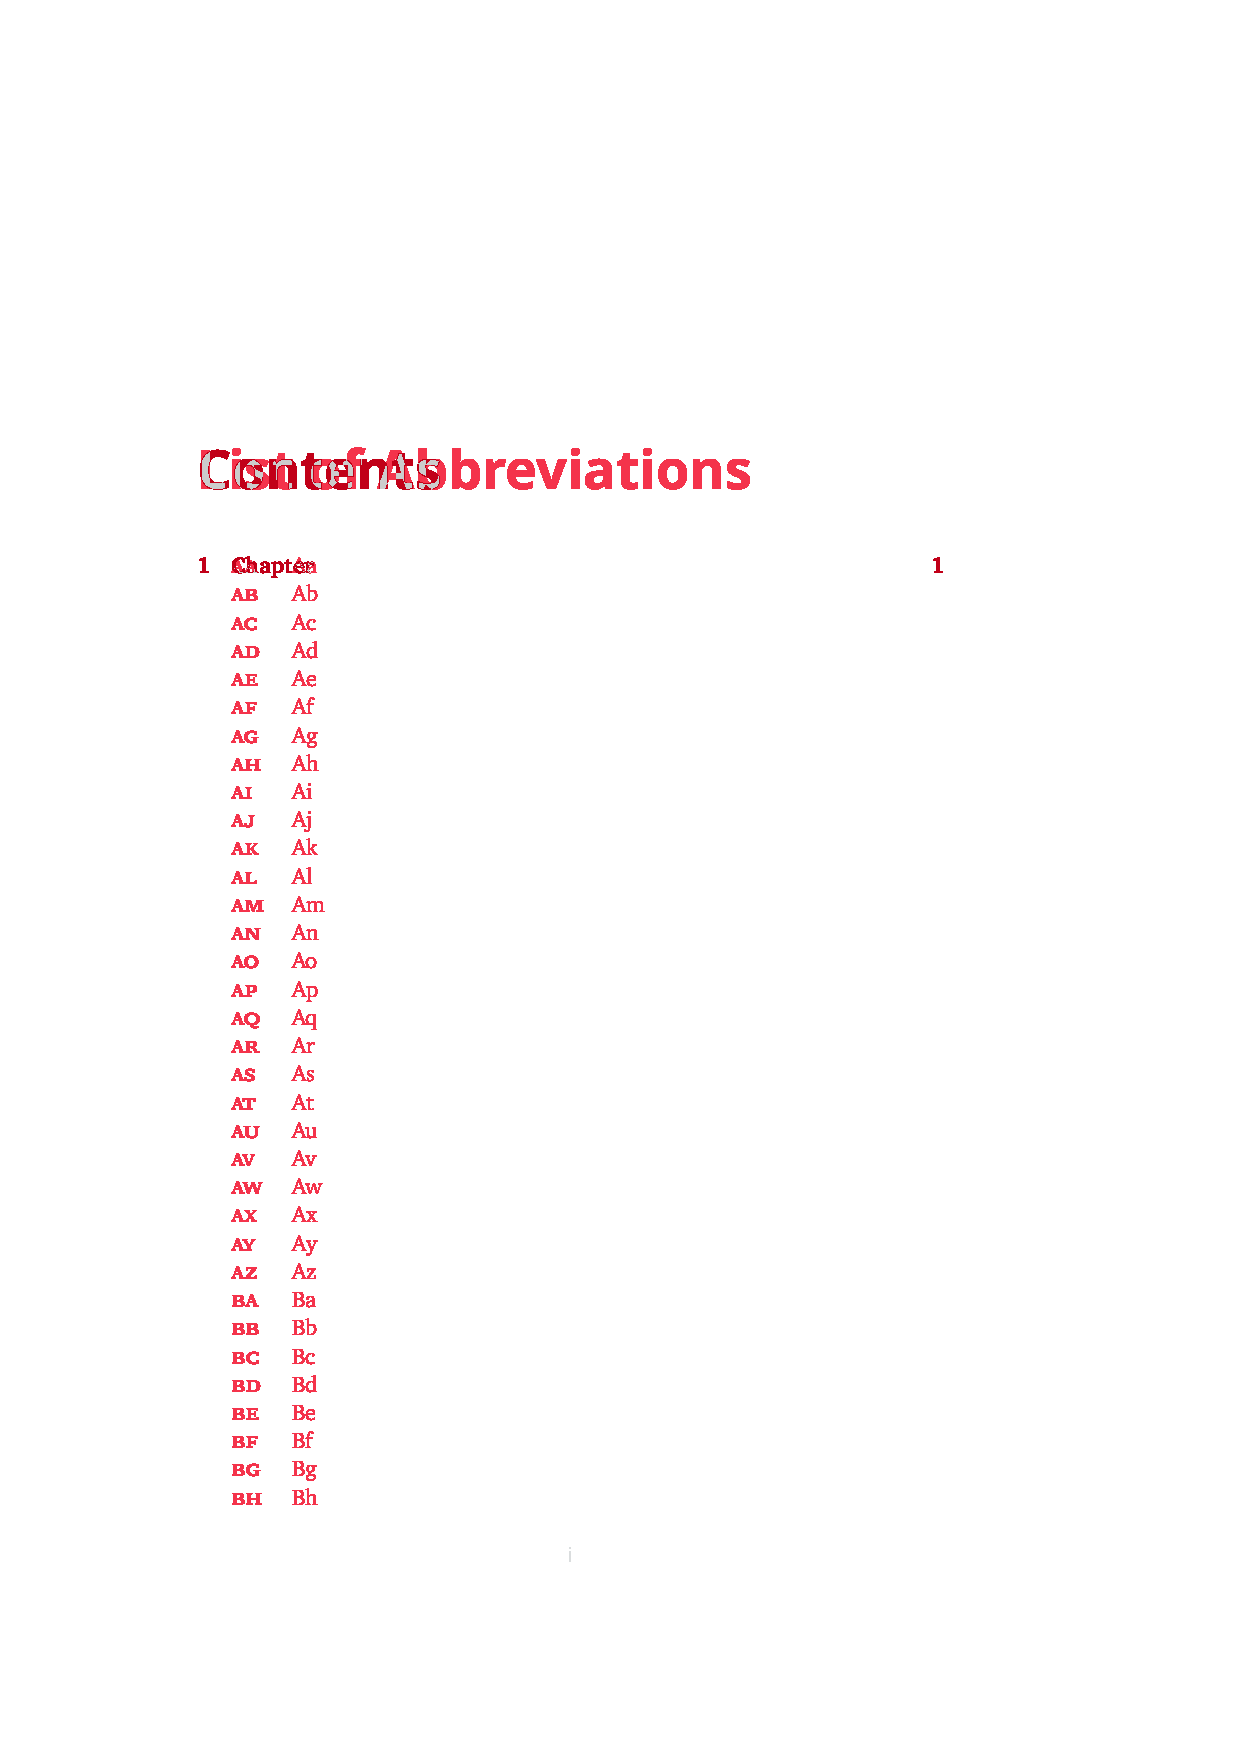 Contents
List of Abbreviations
1 Chapter 1
Aa
AB Ab
AC Ac
AD Ad
AE Ae
AF Af
AG Ag
AH Ah
AI Ai
AJ Aj
AK Ak
AL Al
AM Am
AN An
AO Ao
AP Ap
AQ Aq
AR Ar
AS As
AT At
AU Au
AV Av
AW Aw
AX Ax
AY Ay
AZ Az
BA Ba
BB Bb
BC Bc
BD Bd
BE Be
BF Bf
BG Bg
BH Bh
i